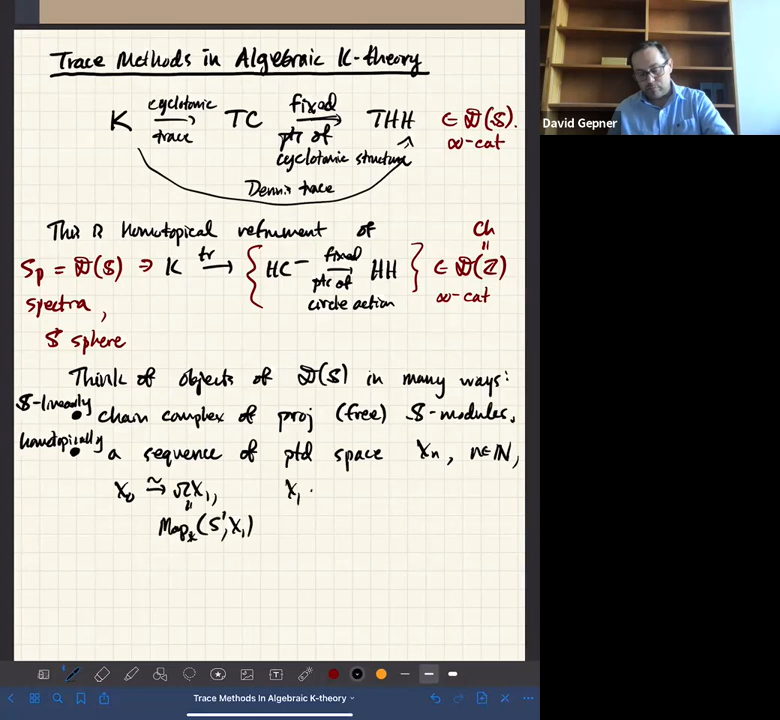 Trace Methods in Algebraic K-theory
K cyclotomic trace → TC fixed pts of cyclotomic structure → THH ∈ 𝒟(𝕊).
∞-cat
Dennis trace
This is homotopical refinement of
Ch
Sp = 𝒟(𝕊) ∋ K tr → { HC⁻ fixed pts of circle action → HH } ∈ 𝒟(ℤ)
spectra, ∞-cat
𝕊 sphere
Think of objects of 𝒟(𝕊) in many ways:
𝕊-linearly • chain complex of proj (free) 𝕊-modules,
homotopically • a sequence of ptd space Xₙ, n∈ℕ,
X₀ ≃→ ΩX₁, X₁
Map_*(S¹, X₁)
David Gepner
Trace Methods In Algebraic K-theory